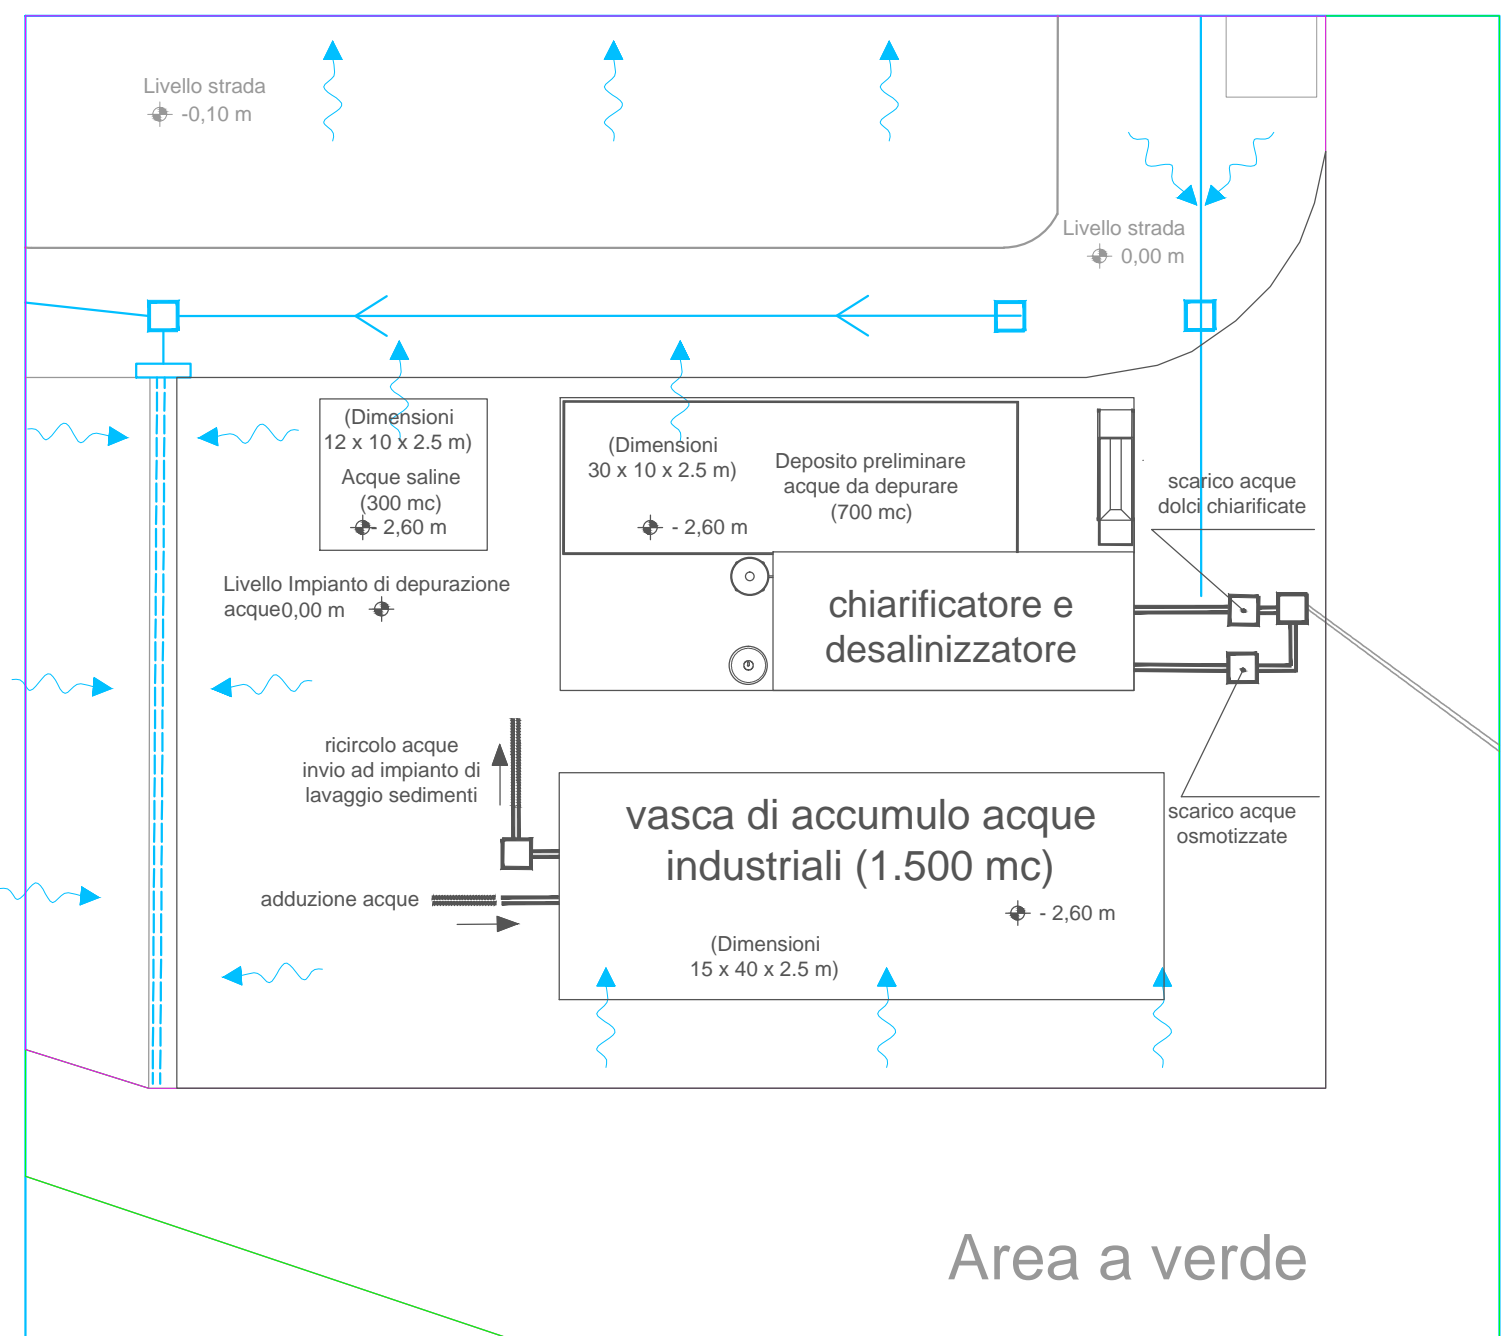 Livello strada
-0,10 m
Livello strada
0,00 m
(Dimensioni
12 x 10 x 2.5 m)
Acque saline
(300 mc)
- 2,60 m
(Dimensioni
30 x 10 x 2.5 m)
- 2,60 m
Deposito preliminare
acque da depurare
(700 mc)
scarico acque
dolci chiarificate
Livello Impianto di depurazione
acque0,00 m
chiarificatore e
desalinizzatore
ricircolo acque
invio ad impianto di
lavaggio sedimenti
vasca di accumulo acque
industriali (1.500 mc)
scarico acque
osmotizzate
adduzione acque
- 2,60 m
(Dimensioni
15 x 40 x 2.5 m)
Area a verde